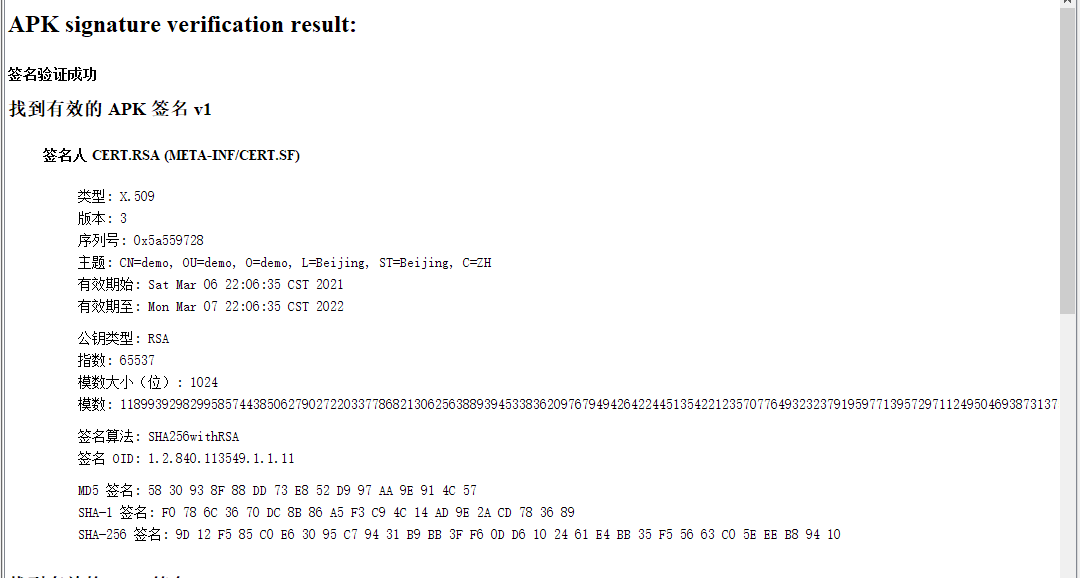 APK signature verification result:
签名验证成功
找到有效的 APK 签名 v1
签名人 CERT.RSA (META-INF/CERT.SF)
类型: X.509
版本: 3
序列号: 0x5a559728
主题: CN=demo, OU=demo, O=demo, L=Beijing, ST=Beijing, C=ZH
有效期始: Sat Mar 06 22:06:35 CST 2021
有效期至: Mon Mar 07 22:06:35 CST 2022
公钥类型: RSA
指数: 65537
模数大小（位）: 1024
模数: 11899392982995857443850627902722033778682130625638893945338362097679494264224451354221235707764932323791959771395729711249504693873137
签名算法: SHA256withRSA
签名 OID: 1.2.840.113549.1.1.11
MD5 签名: 58 30 93 8F 88 DD 73 E8 52 D9 97 AA 9E 91 4C 57
SHA-1 签名: F0 78 6C 36 70 DC 8B 86 A5 F3 C9 4C 14 AD 9E 2A CD 78 36 89
SHA-256 签名: 9D 12 F5 85 C0 E6 30 95 C7 94 31 B9 BB 3F F6 0D D6 10 24 61 E4 BB 35 F5 56 63 C0 5E EE B8 94 10